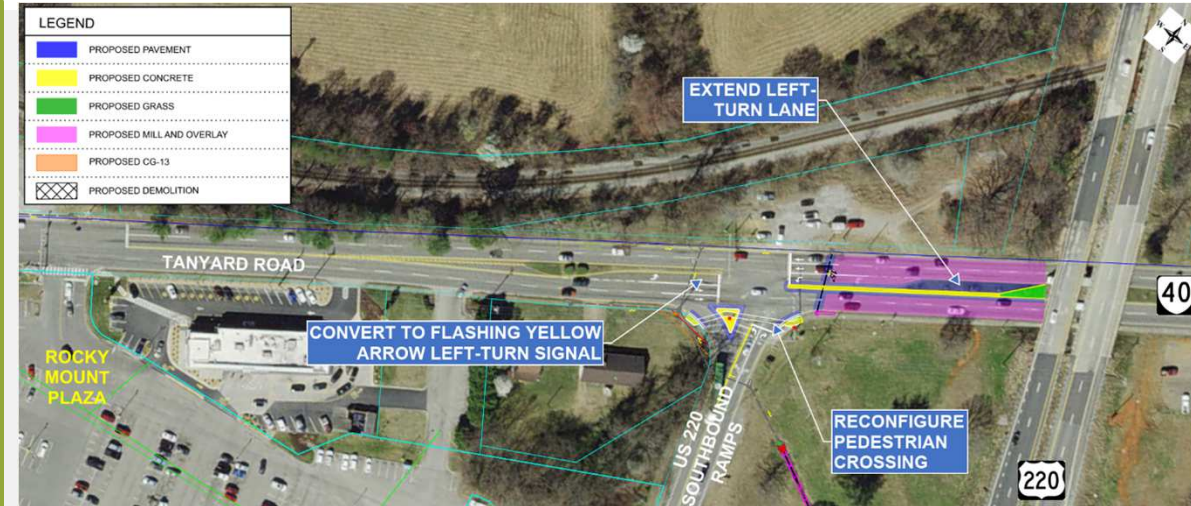 LEGEND
PROPOSED PAVEMENT
PROPOSED CONCRETE
PROPOSED GRASS
PROPOSED MILL AND OVERLAY
PROPOSED CG-13
PROPOSED DEMOLITION
EXTEND LEFT-
TURN LANE
TANYARD ROAD
40
CONVERT TO FLASHING YELLOW
ARROW LEFT-TURN SIGNAL
ROCKY
MOUNT
PLAZA
US 220
SOUTHBOUND
RAMPS
RECONFIGURE
PEDESTRIAN
CROSSING
220